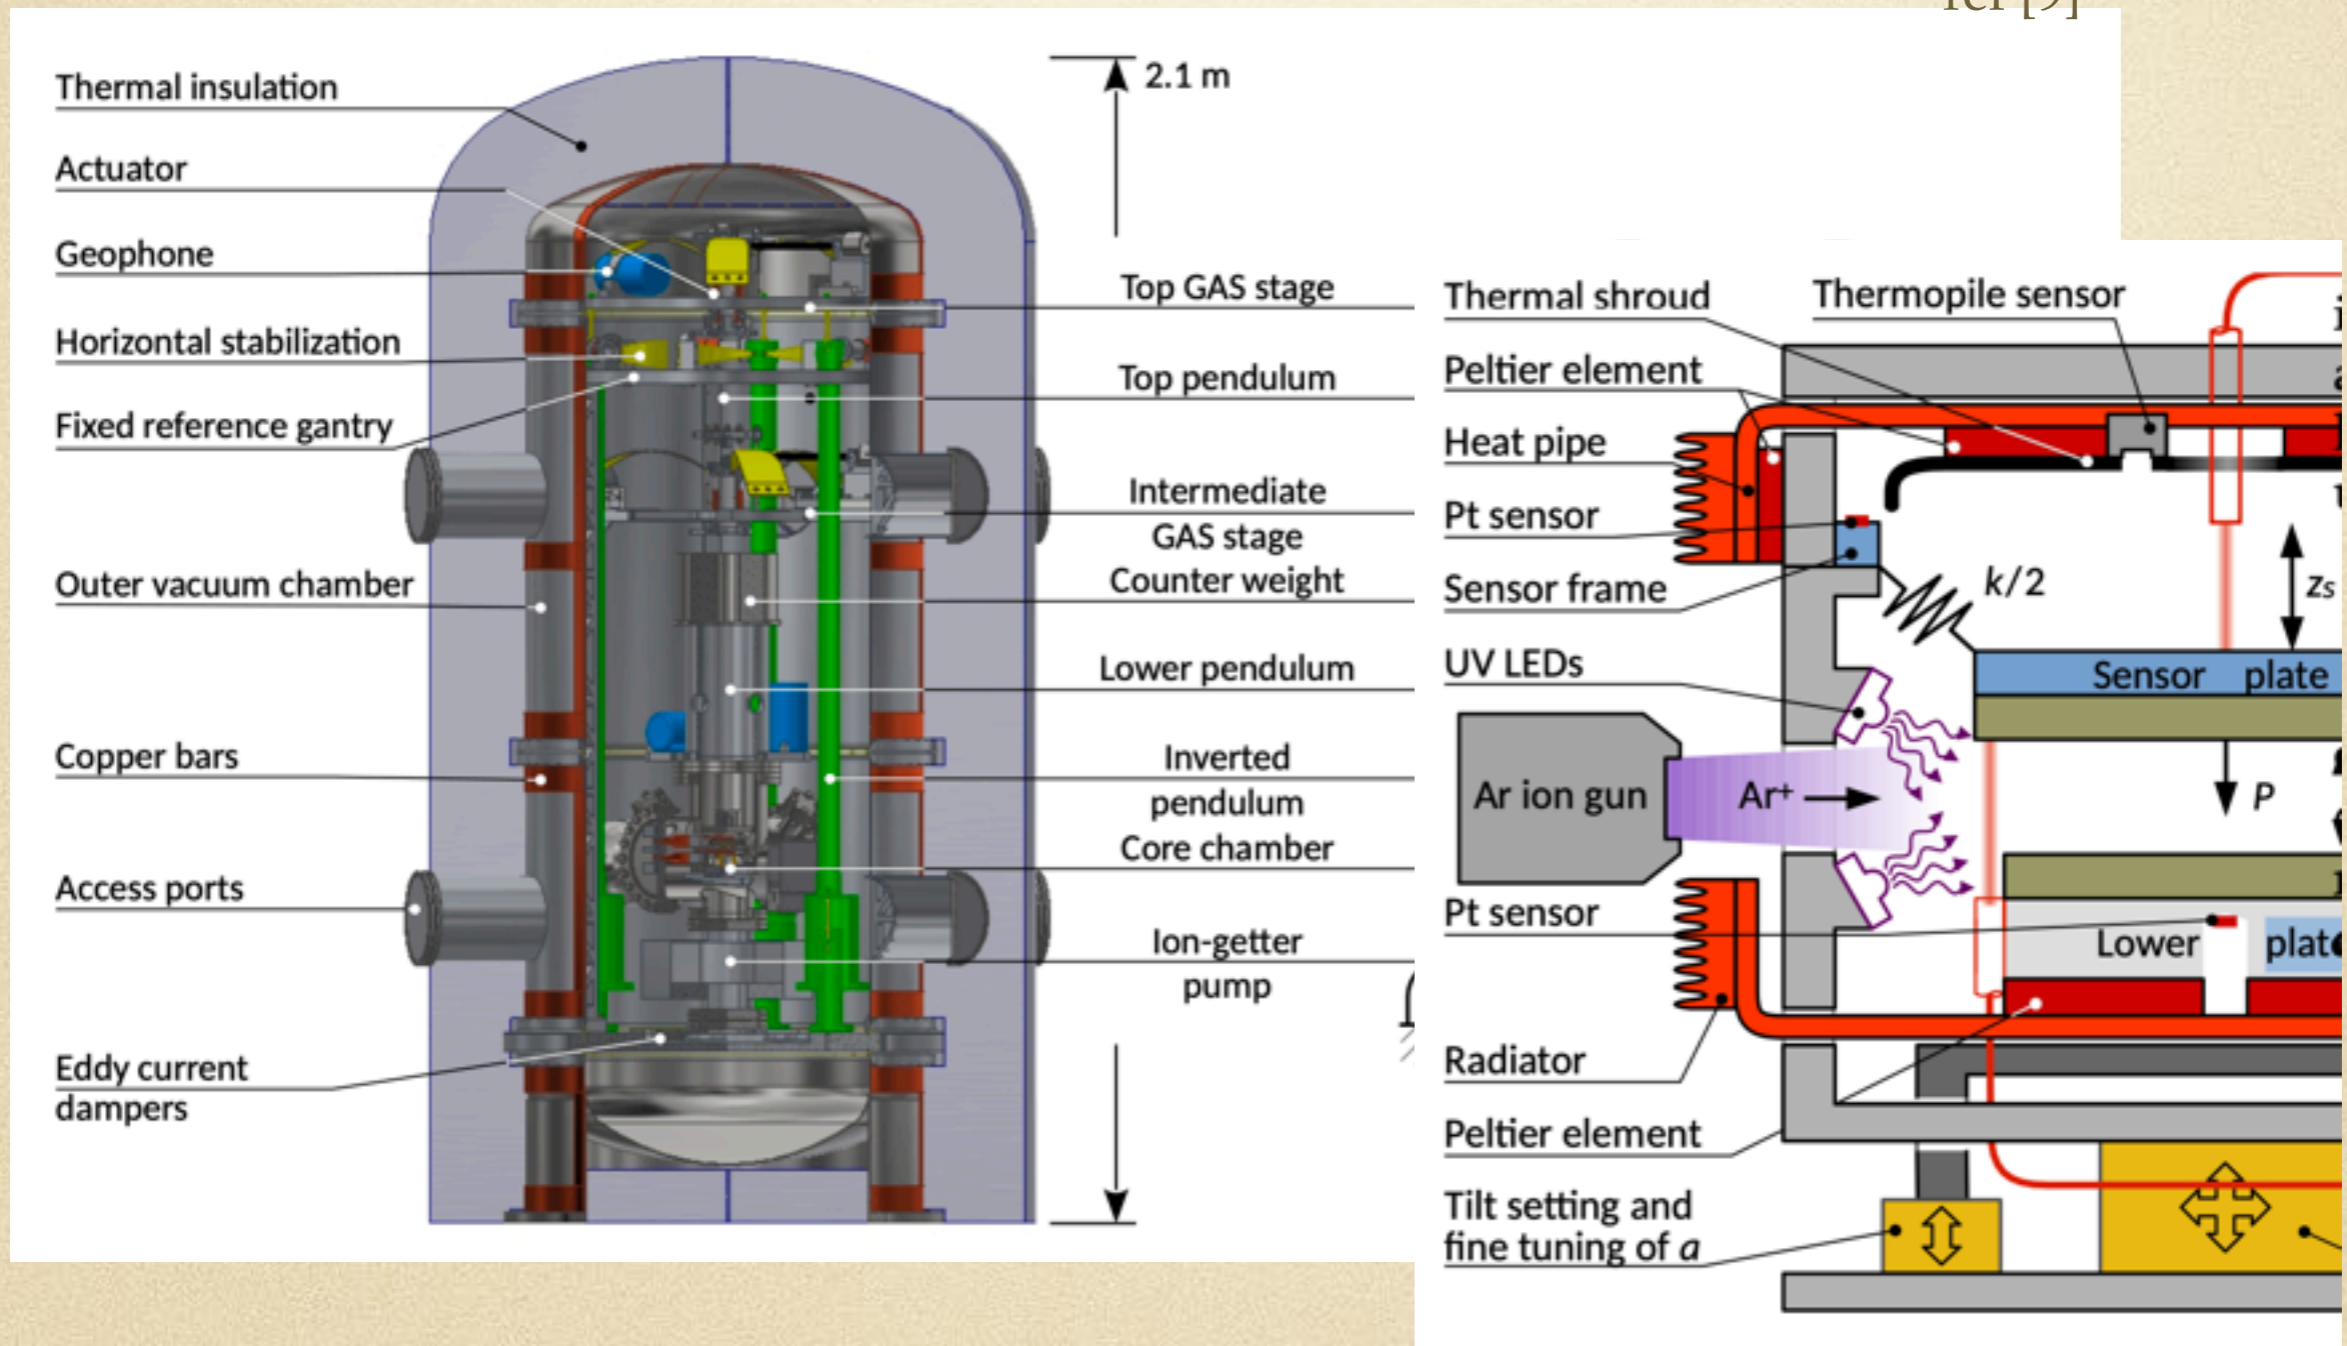 Thermal insulation
Actuator
Geophone
Horizontal stabilization
Fixed reference gantry
Outer vacuum chamber
Copper bars
Access ports
Eddy current
dampers
2.1 m
Top GAS stage
Top pendulum
Intermediate
GAS stage
Counter weight
Lower pendulum
Inverted
pendulum
Core chamber
Ion-getter
pump
Thermal shroud
Thermopile sensor
Peltier element
Heat pipe
Pt sensor
Sensor frame
k/2
zs
UV LEDs
Sensor plate
Ar ion gun
Ar⁺
P
Pt sensor
Lower plate
Radiator
Peltier element
Tilt setting and
fine tuning of a